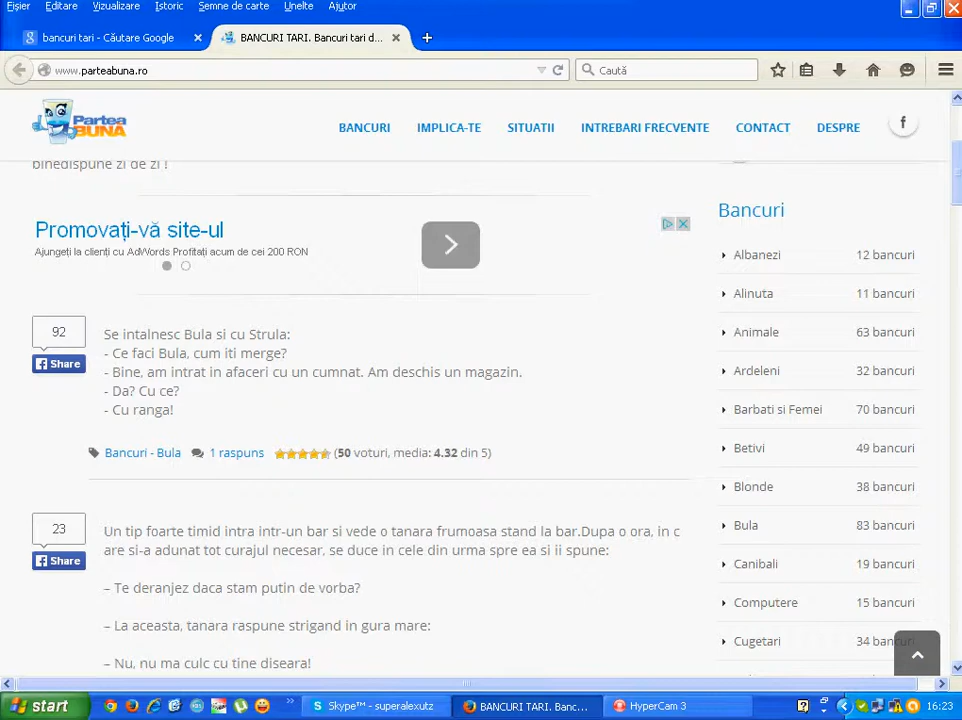 Fișier Editare Vizualizare Istoric Semne de carte Unelte Ajutor
bancuri tari - Căutare Google
BANCURI TARI. Bancuri tari d...
www.parteabuna.ro
Caută
Partea BUNA
BANCURI IMPLICA-TE SITUATII INTREBARI FRECVENTE CONTACT DESPRE
binedispune zi de zi !
Promovați-vă site-ul
Ajungeți la clienți cu AdWords Profitați acum de cei 200 RON
92
Share
Se intalnesc Bula si cu Strula:
- Ce faci Bula, cum iti merge?
- Bine, am intrat in afaceri cu un cumnat. Am deschis un magazin.
- Da? Cu ce?
- Cu ranga!
Bancuri - Bula 1 raspuns (50 voturi, media: 4.32 din 5)
23
Share
Un tip foarte timid intra intr-un bar si vede o tanara frumoasa stand la bar.Dupa o ora, in c
are si-a adunat tot curajul necesar, se duce in cele din urma spre ea si ii spune:
– Te deranjez daca stam putin de vorba?
– La aceasta, tanara raspune strigand in gura mare:
– Nu, nu ma culc cu tine diseara!
Bancuri
Albanezi 12 bancuri
Alinuta 11 bancuri
Animale 63 bancuri
Ardeleni 32 bancuri
Barbati si Femei 70 bancuri
Betivi 49 bancuri
Blonde 38 bancuri
Bula 83 bancuri
Canibali 19 bancuri
Computere 15 bancuri
Cugetari 34
start
Skype™ - superalexutz
BANCURI TARI. Banc...
HyperCam 3
16:23